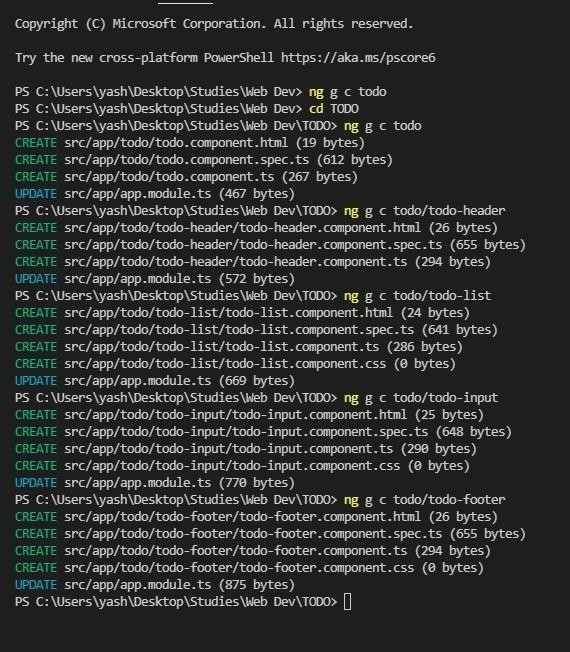 Copyright (C) Microsoft Corporation. All rights reserved.
Try the new cross-platform PowerShell https://aka.ms/pscore6
PS C:\Users\yash\Desktop\Studies\Web Dev> ng g c todo
PS C:\Users\yash\Desktop\Studies\Web Dev> cd TODO
PS C:\Users\yash\Desktop\Studies\Web Dev\TODO> ng g c todo
CREATE src/app/todo/todo.component.html (19 bytes)
CREATE src/app/todo/todo.component.spec.ts (612 bytes)
CREATE src/app/todo/todo.component.ts (267 bytes)
UPDATE src/app/app.module.ts (467 bytes)
PS C:\Users\yash\Desktop\Studies\Web Dev\TODO> ng g c todo/todo-header
CREATE src/app/todo/todo-header/todo-header.component.html (26 bytes)
CREATE src/app/todo/todo-header/todo-header.component.spec.ts (655 bytes)
CREATE src/app/todo/todo-header/todo-header.component.ts (294 bytes)
UPDATE src/app/app.module.ts (572 bytes)
PS C:\Users\yash\Desktop\Studies\Web Dev\TODO> ng g c todo/todo-list
CREATE src/app/todo/todo-list/todo-list.component.html (24 bytes)
CREATE src/app/todo/todo-list/todo-list.component.spec.ts (641 bytes)
CREATE src/app/todo/todo-list/todo-list.component.ts (286 bytes)
CREATE src/app/todo/todo-list/todo-list.component.css (0 bytes)
UPDATE src/app/app.module.ts (669 bytes)
PS C:\Users\yash\Desktop\Studies\Web Dev\TODO> ng g c todo/todo-input
CREATE src/app/todo/todo-input/todo-input.component.html (25 bytes)
CREATE src/app/todo/todo-input/todo-input.component.spec.ts (648 bytes)
CREATE src/app/todo/todo-input/todo-input.component.ts (290 bytes)
CREATE src/app/todo/todo-input/todo-input.component.css (0 bytes)
UPDATE src/app/app.module.ts (770 bytes)
PS C:\Users\yash\Desktop\Studies\Web Dev\TODO> ng g c todo/todo-footer
CREATE src/app/todo/todo-footer/todo-footer.component.html (26 bytes)
CREATE src/app/todo/todo-footer/todo-footer.component.spec.ts (655 bytes)
CREATE src/app/todo/todo-footer/todo-footer.component.ts (294 bytes)
CREATE src/app/todo/todo-footer/todo-footer.component.css (0 bytes)
UPDATE src/app/app.module.ts (875 bytes)
PS C:\Users\yash\Desktop\Studies\Web Dev\TODO>